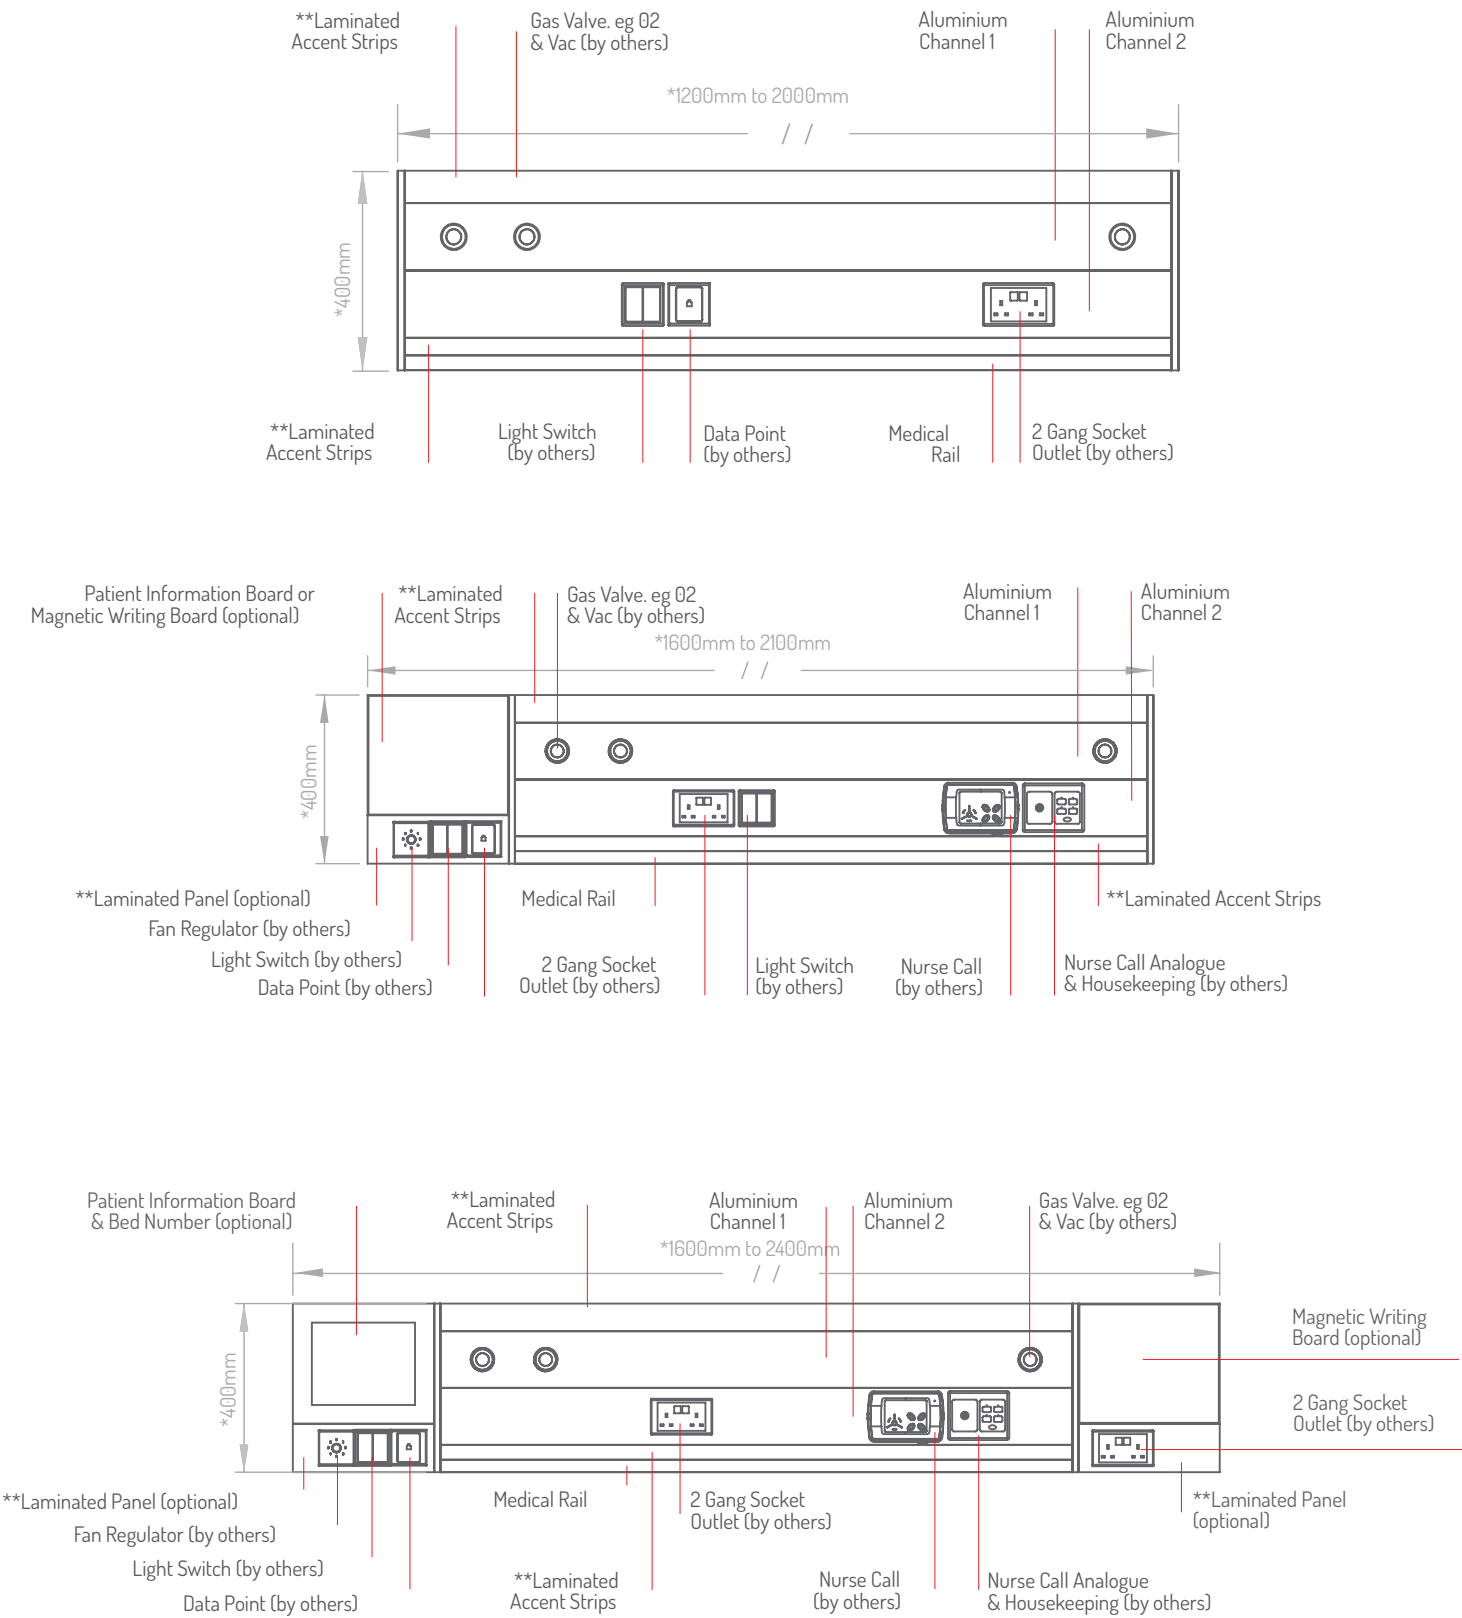 **Laminated
Accent Strips
Gas Valve. eg 02
& Vac (by others)
Aluminium
Channel 1
Aluminium
Channel 2
*1200mm to 2000mm
/ /
*400mm
**Laminated
Accent Strips
Light Switch
(by others)
Data Point
(by others)
Medical
Rail
2 Gang Socket
Outlet (by others)
Patient Information Board or
Magnetic Writing Board (optional)
**Laminated
Accent Strips
Gas Valve. eg 02
& Vac (by others)
Aluminium
Channel 1
Aluminium
Channel 2
*1600mm to 2100mm
/ /
*400mm
**Laminated Panel (optional)
Fan Regulator (by others)
Light Switch (by others)
Data Point (by others)
Medical Rail
2 Gang Socket
Outlet (by others)
Light Switch
(by others)
Nurse Call
(by others)
Nurse Call Analogue
& Housekeeping (by others)
**Laminated Accent Strips
Patient Information Board
& Bed Number (optional)
**Laminated
Accent Strips
Aluminium
Channel 1
Aluminium
Channel 2
Gas Valve. eg 02
& Vac (by others)
*1600mm to 2400mm
/ /
*400mm
Magnetic Writing
Board (optional)
2 Gang Socket
Outlet (by others)
**Laminated Panel (optional)
Fan Regulator (by others)
Light Switch (by others)
Data Point (by others)
Medical Rail
**Laminated
Accent Strips
2 Gang Socket
Outlet (by others)
Nurse Call
(by others)
Nurse Call Analogue
& Housekeeping (by others)
**Laminated Panel
(optional)